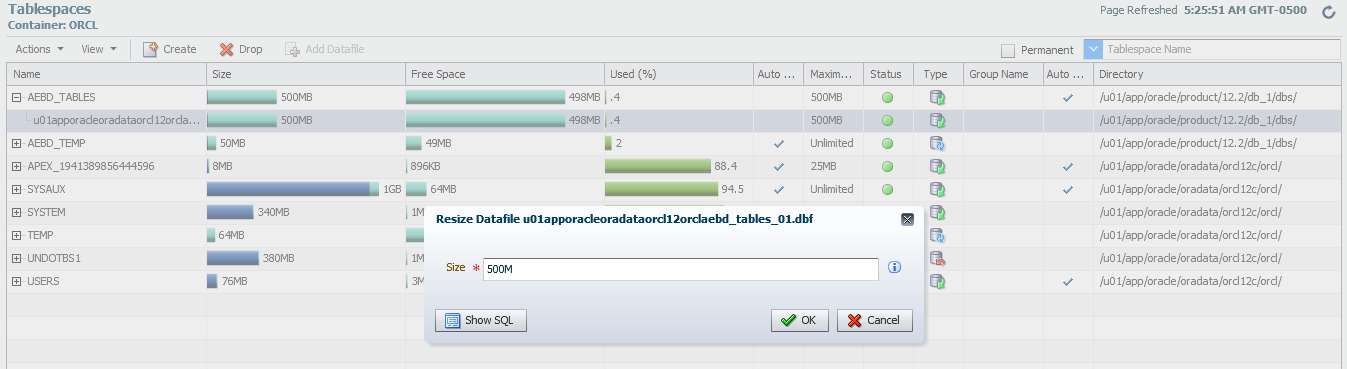 Tablespaces
Container: ORCL
Page Refreshed 5:25:51 AM GMT-0500
Actions View Create Drop Add Datafile Permanent Tablespace Name
Name Size Free Space Used (%) Auto ... Maxim... Status Type Group Name Auto ... Directory
AEBD_TABLES 500MB 498MB .4 500MB /u01/app/oracle/product/12.2/db_1/dbs/
u01apporacleoradataorcl12orcla... 500MB 498MB .4 500MB /u01/app/oracle/product/12.2/db_1/dbs/
AEBD_TEMP 50MB 49MB 2 Unlimited /u01/app/oracle/product/12.2/db_1/dbs/
APEX_1941389856444596 8MB 896KB 88.4 25MB /u01/app/oracle/oradata/orcl12c/orcl/
SYSAUX 1GB 64MB 94.5 Unlimited /u01/app/oracle/oradata/orcl12c/orcl/
SYSTEM 340MB 1M /u01/app/oracle/oradata/orcl12c/orcl/
TEMP 64MB /u01/app/oracle/oradata/orcl12c/orcl/
UNDOTBS1 380MB 1M /u01/app/oracle/oradata/orcl12c/orcl/
USERS 76MB 3M /u01/app/oracle/oradata/orcl12c/orcl/
Resize Datafile u01apporacleoradataorcl12orclaebd_tables_01.dbf
Size * 500M
Show SQL OK Cancel